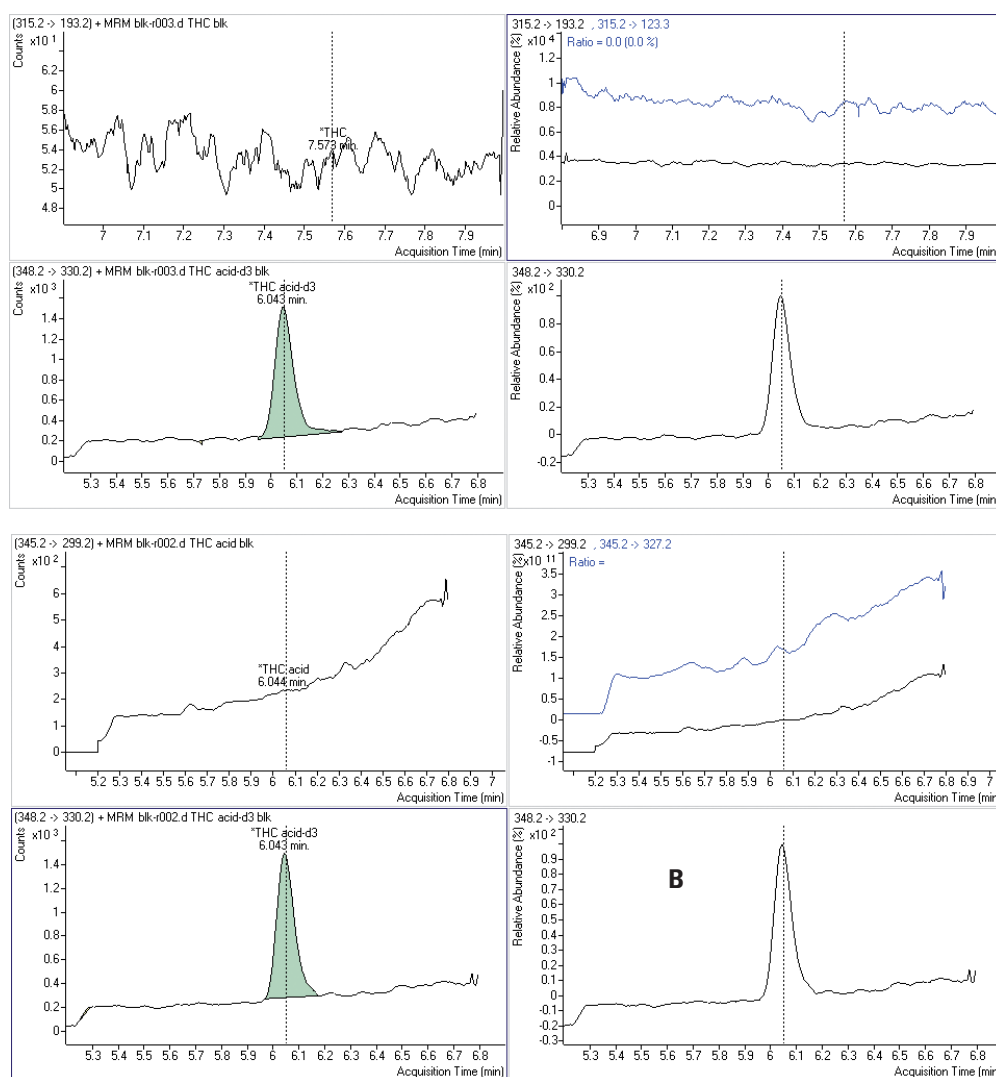 (315.2 -> 193.2) + MRM blk-r003.d THC blk
Counts
x10 1
6.2
6
5.8
5.6
5.4
5.2
5
4.8
*THC
7.573 min.
7 7.1 7.2 7.3 7.4 7.5 7.6 7.7 7.8 7.9
Acquisition Time (min)
315.2 -> 193.2 , 315.2 -> 123.3
Relative Abundance (%)
x10 4
Ratio = 0.0 (0.0 %)
1.2
1
0.8
0.6
0.4
0.2
0
6.9 7 7.1 7.2 7.3 7.4 7.5 7.6 7.7 7.8 7.9
Acquisition Time (min)
(348.2 -> 330.2) + MRM blk-r003.d THC acid-d3 blk
Counts
x10 3
*THC acid-d3
6.043 min.
1.4
1.2
1
0.8
0.6
0.4
0.2
0
5.3 5.4 5.5 5.6 5.7 5.8 5.9 6 6.1 6.2 6.3 6.4 6.5 6.6 6.7 6.8
Acquisition Time (min)
348.2 -> 330.2
Relative Abundance (%)
x10 2
0.8
0.6
0.4
0.2
0
-0.2
5.3 5.4 5.5 5.6 5.7 5.8 5.9 6 6.1 6.2 6.3 6.4 6.5 6.6 6.7 6.8
Acquisition Time (min)
(345.2 -> 299.2) + MRM blk-r002.d THC acid blk
Counts
x10 2
6
5
4
3
2
1
0
*THC acid
6.044 min.
5.2 5.3 5.4 5.5 5.6 5.7 5.8 5.9 6 6.1 6.2 6.3 6.4 6.5 6.6 6.7 6.8 6.9 7
Acquisition Time (min)
345.2 -> 299.2 , 345.2 -> 327.2
Relative Abundance (%)
x10 11
Ratio =
3.5
3
2.5
2
1.5
1
0.5
0
-0.5
-1
5.2 5.3 5.4 5.5 5.6 5.7 5.8 5.9 6 6.1 6.2 6.3 6.4 6.5 6.6 6.7 6.8 6.9 7
Acquisition Time (min)
(348.2 -> 330.2) + MRM blk-r002.d THC acid-d3 blk
Counts
x10 3
*THC acid-d3
6.043 min.
1.4
1.2
1
0.8
0.6
0.4
0.2
0
5.3 5.4 5.5 5.6 5.7 5.8 5.9 6 6.1 6.2 6.3 6.4 6.5 6.6 6.7 6.8
Acquisition Time (min)
348.2 -> 330.2
Relative Abundance (%)
x10 2
B
0.9
0.8
0.7
0.6
0.5
0.4
0.3
0.2
0.1
0
-0.1
-0.2
-0.3
5.3 5.4 5.5 5.6 5.7 5.8 5.9 6 6.1 6.2 6.3 6.4 6.5 6.6 6.7 6.8
Acquisition Time (min)